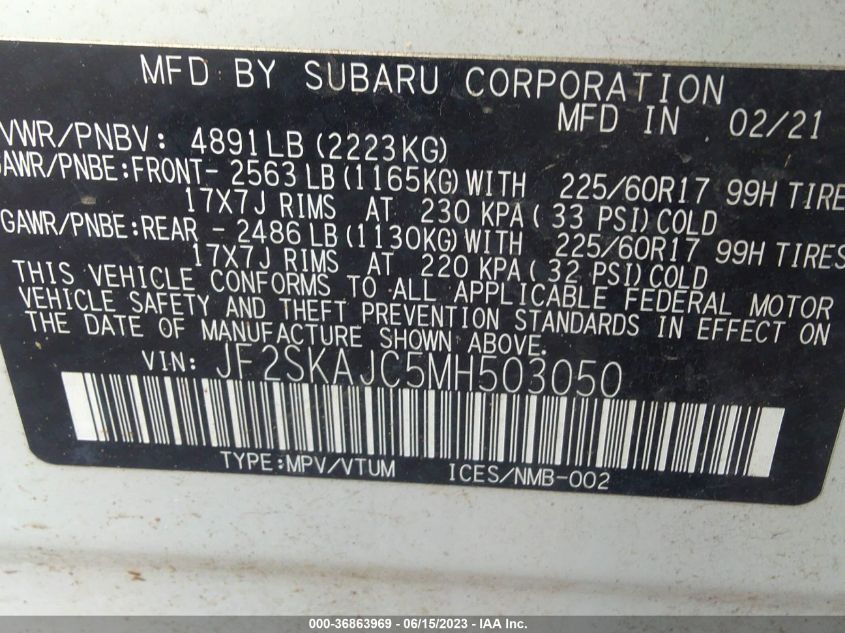 MFD BY SUBARU CORPORATION
MFD IN 02/21
VWR/PNBV: 4891LB (2223KG)
GAWR/PNBE:FRONT- 2563 LB (1165KG) WITH 225/60R17 99H TIRES
17X7J RIMS AT 230 KPA ( 33 PSI) COLD
GAWR/PNBE:REAR - 2486 LB (1130KG) WITH 225/60R17 99H TIRES
17X7J RIMS AT 220 KPA ( 32 PSI) COLD
THIS VEHICLE CONFORMS TO ALL APPLICABLE FEDERAL MOTOR
VEHICLE SAFETY AND THEFT PREVENTION STANDARDS IN EFFECT ON
THE DATE OF MANUFACTURE SHOWN ABOVE.
VIN: JF2SKAJC5MH503050
TYPE:MPV/VTUM ICES/NMB-002
000-36863969 - 06/15/2023 - IAAI.com